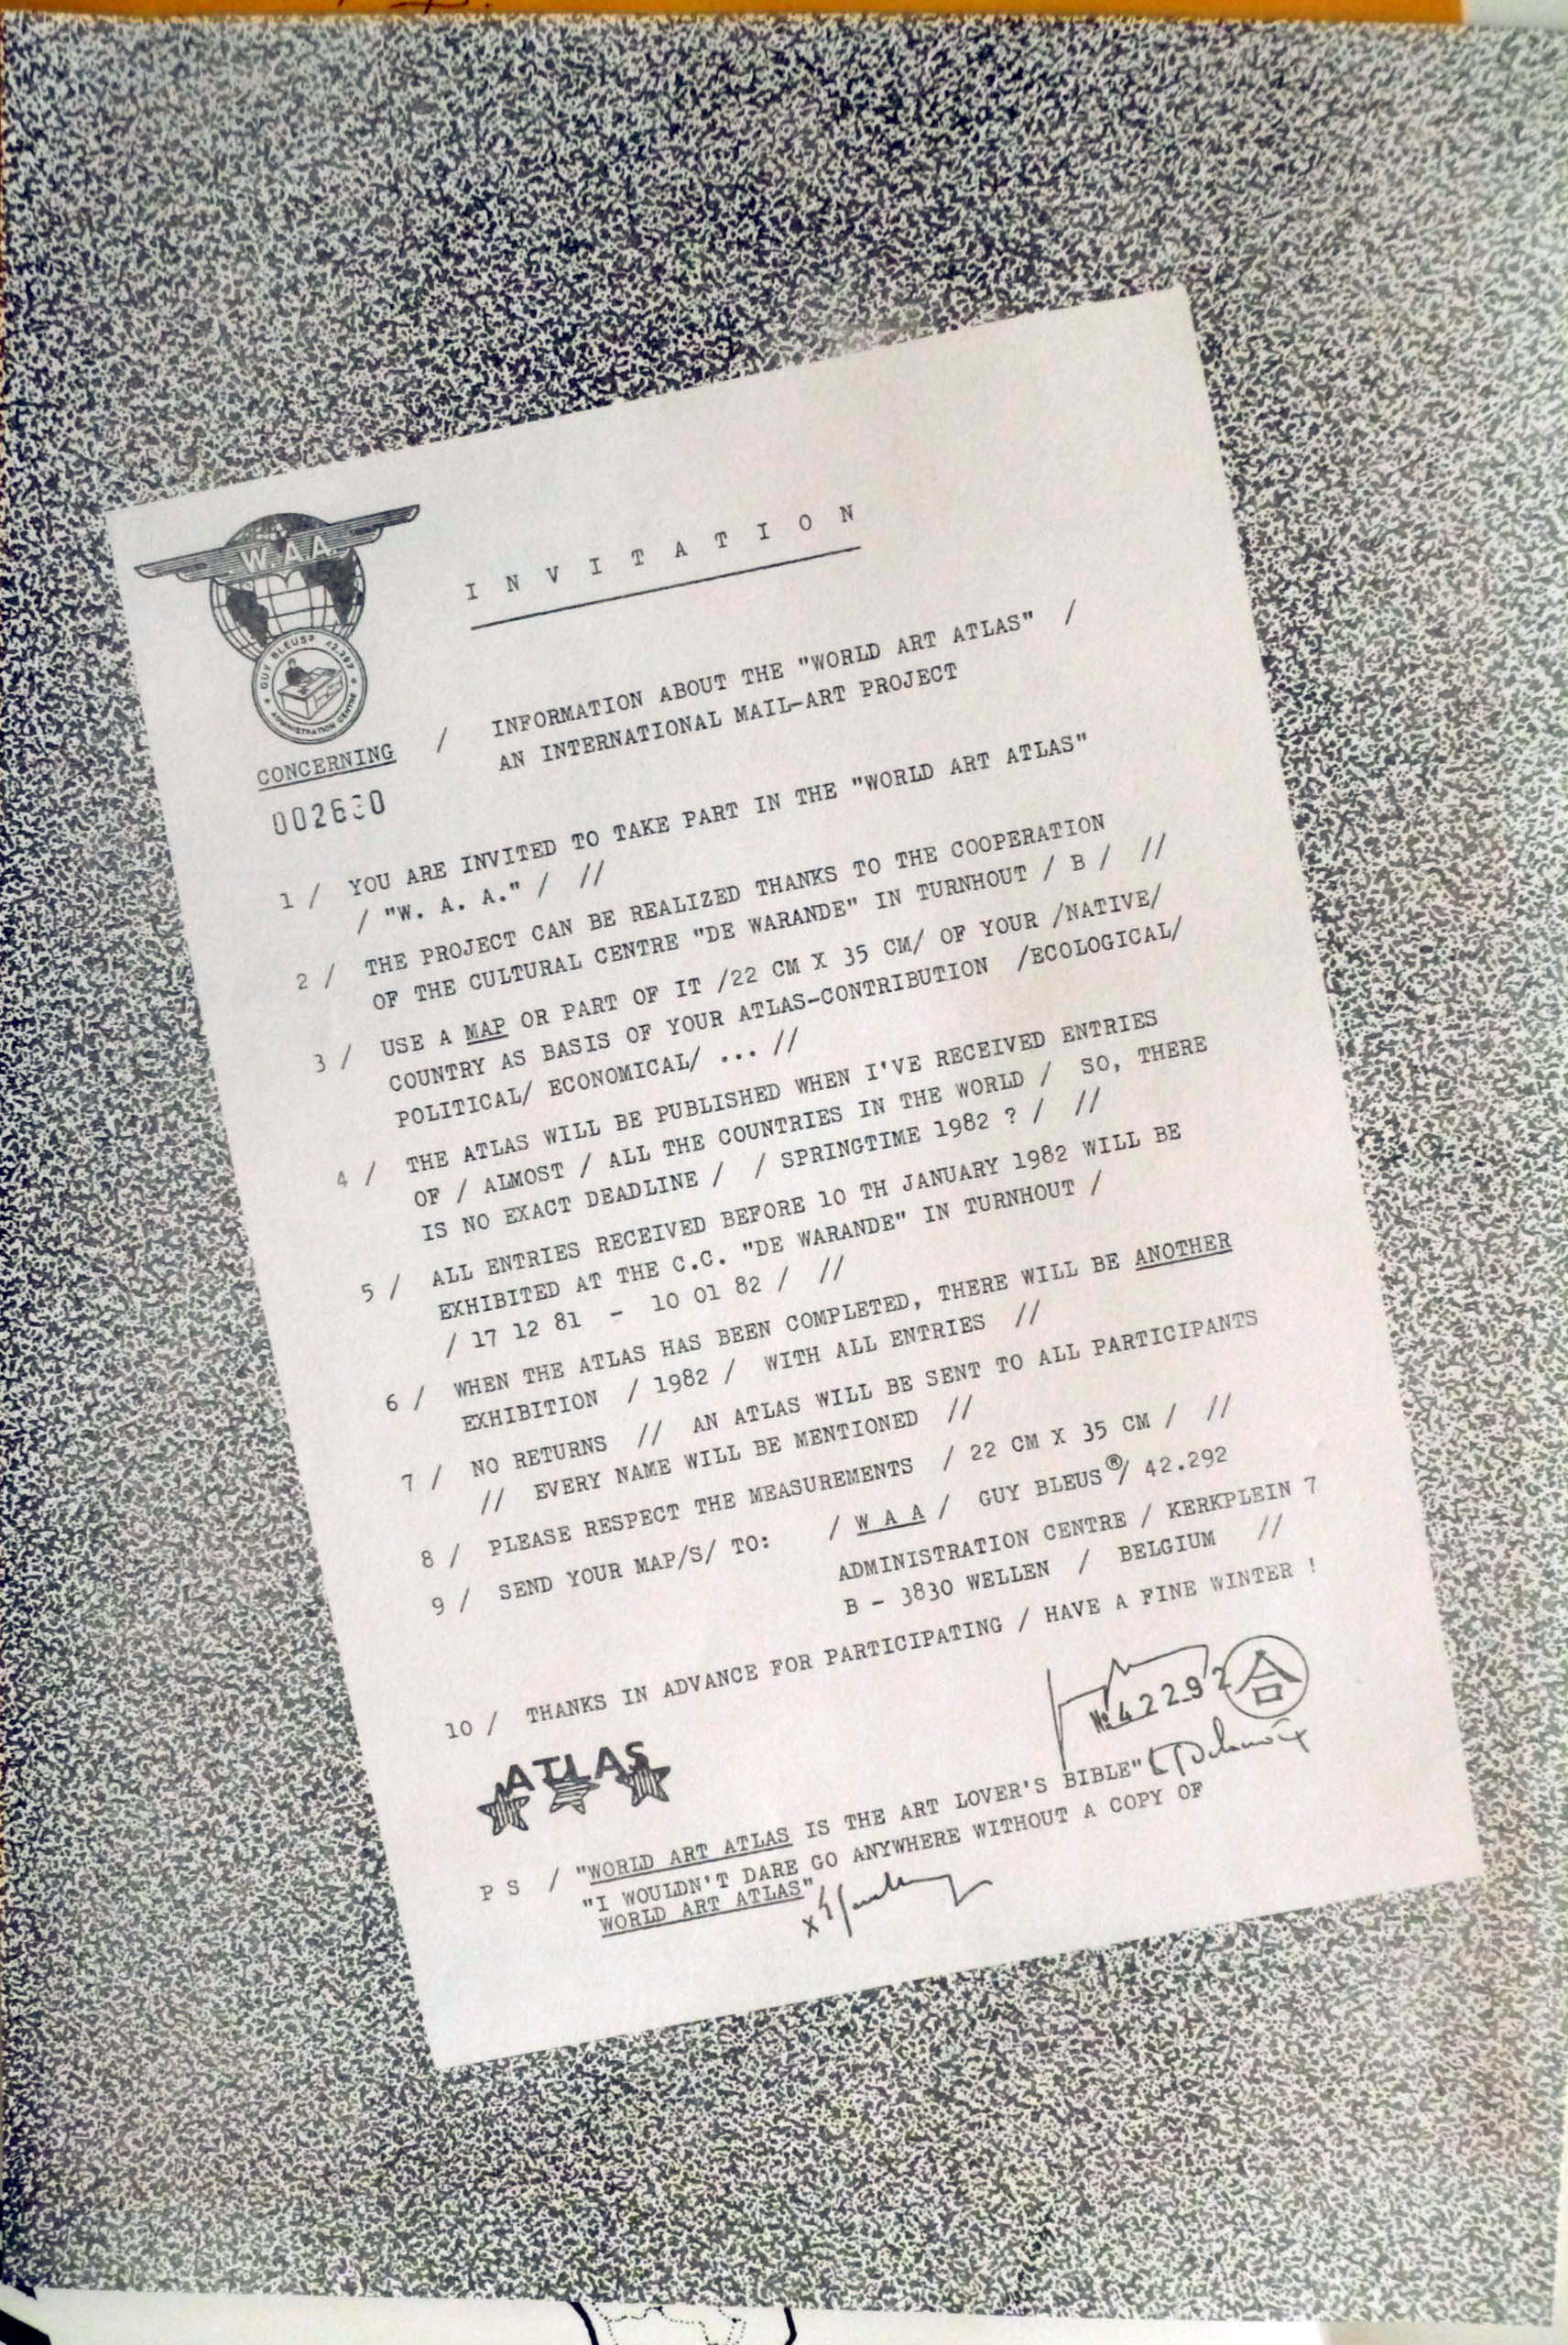 W.A.A.
GUY BLEUS® 42.292
ADMINISTRATION CENTRE
I N V I T A T I O N
CONCERNING / INFORMATION ABOUT THE "WORLD ART ATLAS" /
AN INTERNATIONAL MAIL-ART PROJECT
1 / YOU ARE INVITED TO TAKE PART IN THE "WORLD ART ATLAS"
/ "W. A. A." / //
2 / THE PROJECT CAN BE REALIZED THANKS TO THE COOPERATION
OF THE CULTURAL CENTRE "DE WARANDE" IN TURNHOUT / B / //
3 / USE A MAP OR PART OF IT /22 CM X 35 CM/ OF YOUR /NATIVE/
COUNTRY AS BASIS OF YOUR ATLAS-CONTRIBUTION /ECOLOGICAL/
POLITICAL/ ECONOMICAL/ ... //
4 / THE ATLAS WILL BE PUBLISHED WHEN I'VE RECEIVED ENTRIES
OF / ALMOST / ALL THE COUNTRIES IN THE WORLD / SO, THERE
IS NO EXACT DEADLINE / / SPRINGTIME 1982 ? / //
5 / ALL ENTRIES RECEIVED BEFORE 10 TH JANUARY 1982 WILL BE
EXHIBITED AT THE C.C. "DE WARANDE" IN TURNHOUT /
/ 17 12 81 - 10 01 82 / //
6 / WHEN THE ATLAS HAS BEEN COMPLETED, THERE WILL BE ANOTHER
EXHIBITION / 1982 / WITH ALL ENTRIES //
7 / NO RETURNS // AN ATLAS WILL BE SENT TO ALL PARTICIPANTS
// EVERY NAME WILL BE MENTIONED //
8 / PLEASE RESPECT THE MEASUREMENTS / 22 CM X 35 CM / //
9 / SEND YOUR MAP/S/ TO: / W A A / GUY BLEUS®/ 42.292
ADMINISTRATION CENTRE / KERKPLEIN 7
B - 3830 WELLEN / BELGIUM //
10 / THANKS IN ADVANCE FOR PARTICIPATING / HAVE A FINE WINTER !
№ 42292 合
ATLAS
P S / "WORLD ART ATLAS IS THE ART LOVER'S BIBLE"
"I WOULDN'T DARE GO ANYWHERE WITHOUT A COPY OF
WORLD ART ATLAS"